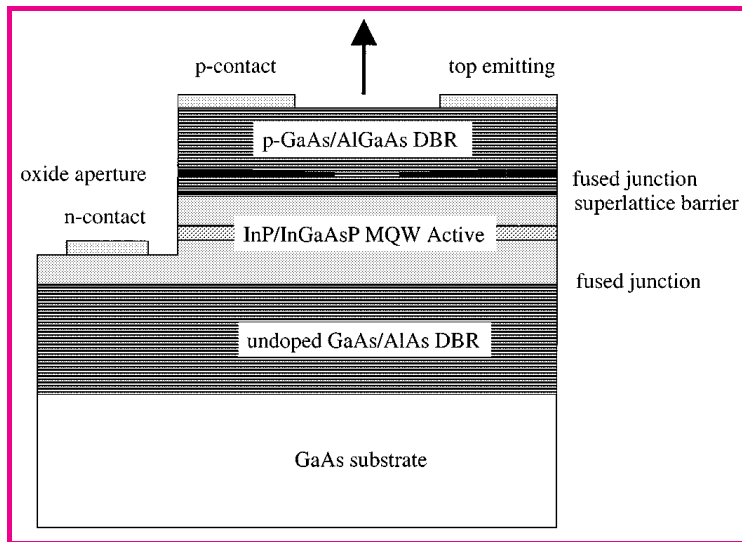 p-contact
top emitting
p-GaAs/AlGaAs DBR
oxide aperture
fused junction
superlattice barrier
n-contact
InP/InGaAsP MQW Active
fused junction
undoped GaAs/AlAs DBR
GaAs substrate